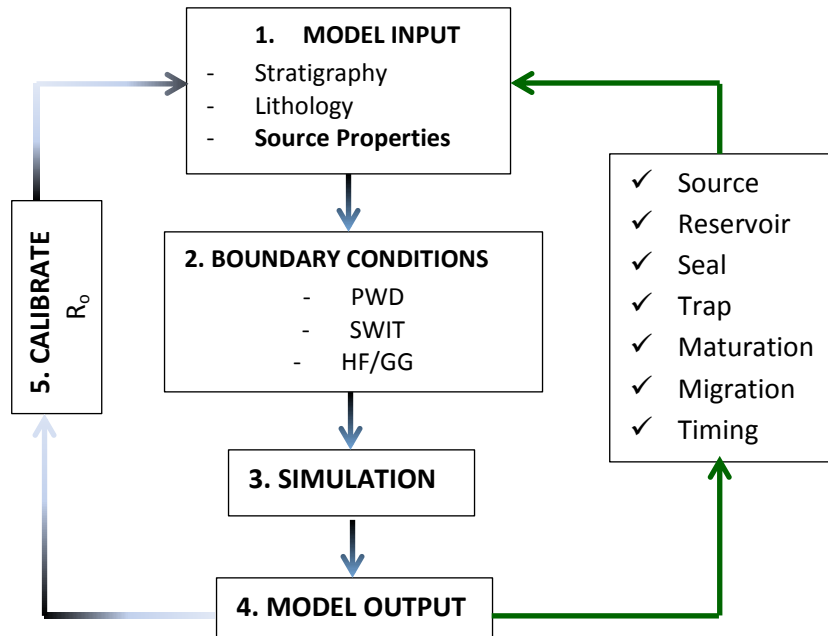 1. MODEL INPUT
- Stratigraphy
- Lithology
- Source Properties
2. BOUNDARY CONDITIONS
- PWD
- SWIT
- HF/GG
3. SIMULATION
4. MODEL OUTPUT
5. CALIBRATE
Ro
✓ Source
✓ Reservoir
✓ Seal
✓ Trap
✓ Maturation
✓ Migration
✓ Timing